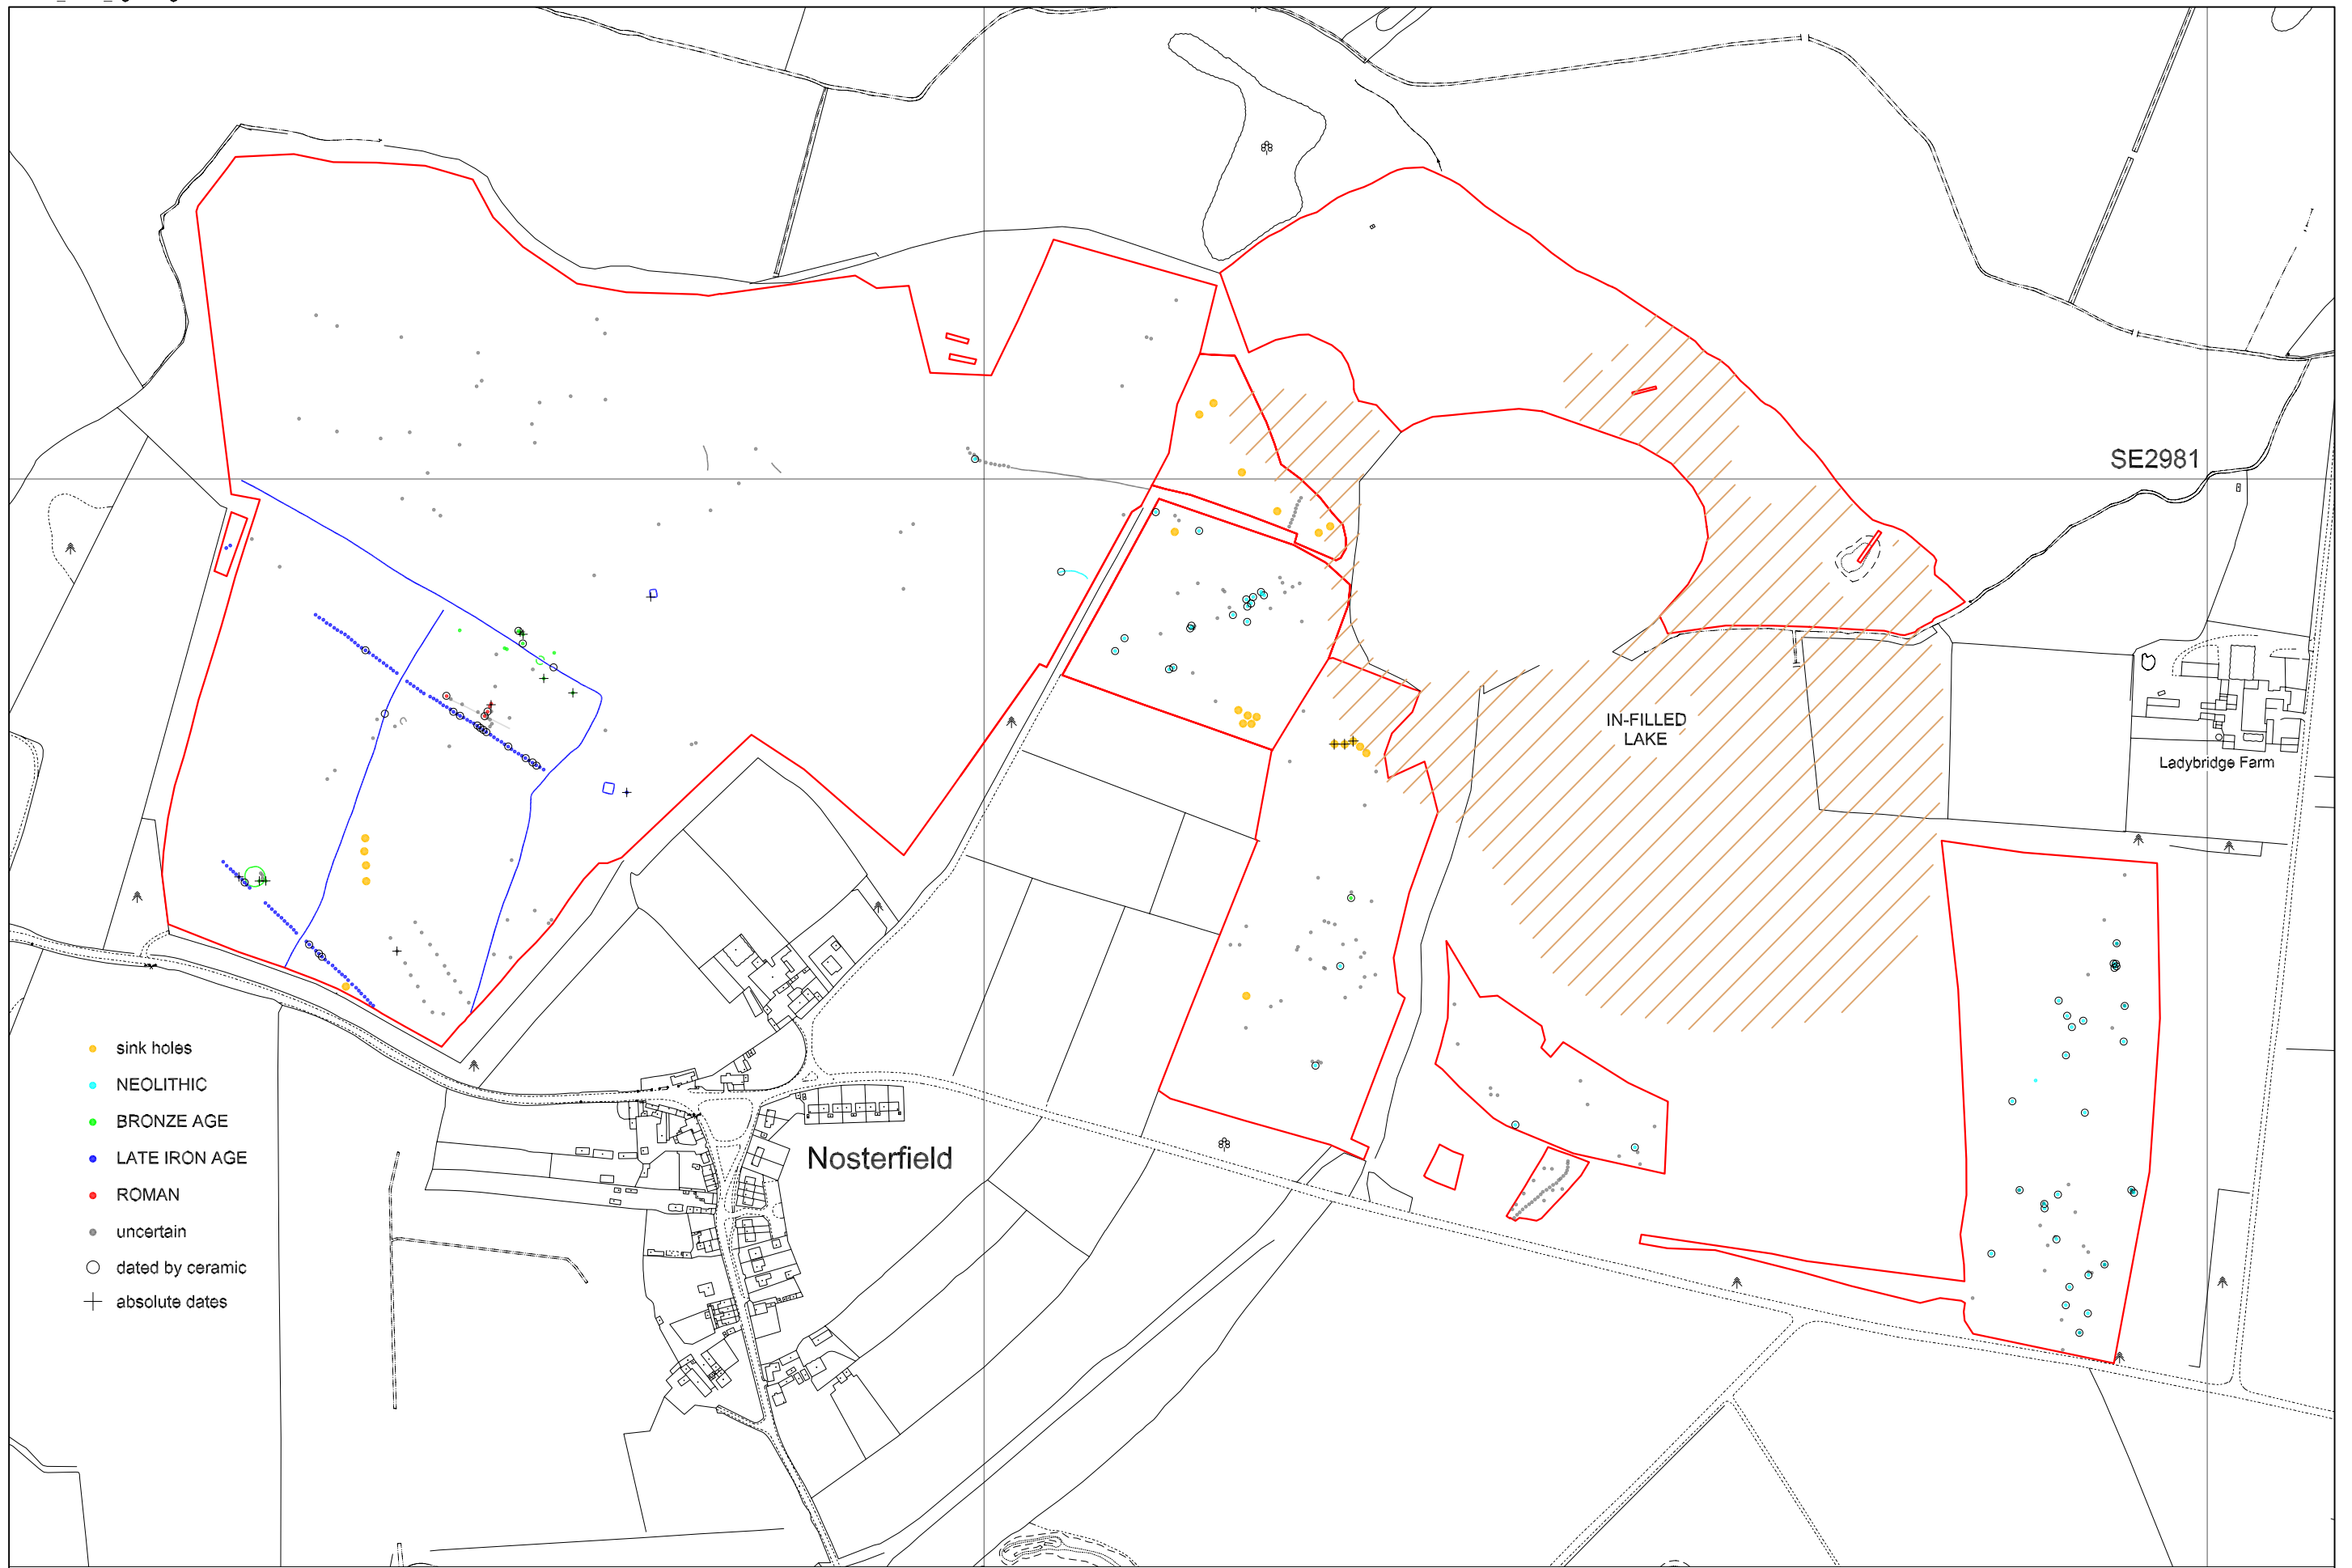 SE2981
IN-FILLED
LAKE
Ladybridge Farm
sink holes
NEOLITHIC
BRONZE AGE
LATE IRON AGE
ROMAN
uncertain
dated by ceramic
absolute dates
Nosterfield